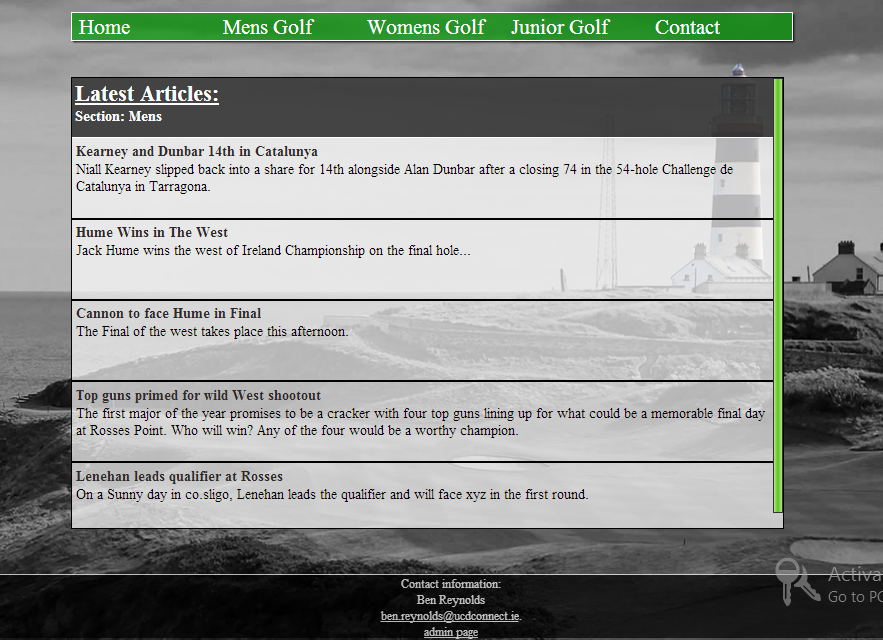 Home Mens Golf Womens Golf Junior Golf Contact
Latest Articles:
Section: Mens
Kearney and Dunbar 14th in Catalunya
Niall Kearney slipped back into a share for 14th alongside Alan Dunbar after a closing 74 in the 54-hole Challenge de
Catalunya in Tarragona.
Hume Wins in The West
Jack Hume wins the west of Ireland Championship on the final hole...
Cannon to face Hume in Final
The Final of the west takes place this afternoon.
Top guns primed for wild West shootout
The first major of the year promises to be a cracker with four top guns lining up for what could be a memorable final day
at Rosses Point. Who will win? Any of the four would be a worthy champion.
Lenehan leads qualifier at Rosses
On a Sunny day in co.sligo, Lenehan leads the qualifier and will face xyz in the first round.
Contact information:
Ben Reynolds
ben.reynolds@ucdconnect.ie.
admin page
Activa
Go to PC